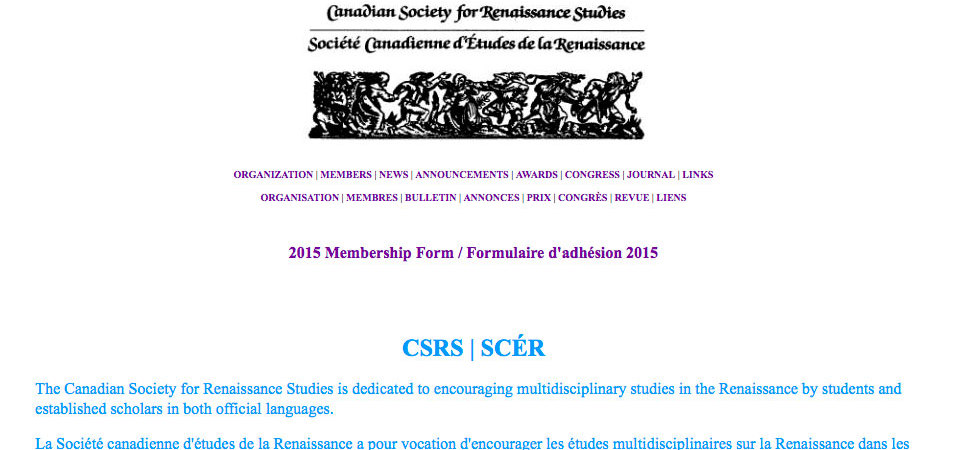 Canadian Society for Renaissance Studies
Société Canadienne d'Études de la Renaissance
ORGANIZATION | MEMBERS | NEWS | ANNOUNCEMENTS | AWARDS | CONGRESS | JOURNAL | LINKS
ORGANISATION | MEMBRES | BULLETIN | ANNONCES | PRIX | CONGRÈS | REVUE | LIENS
2015 Membership Form / Formulaire d'adhésion 2015
CSRS | SCÉR
The Canadian Society for Renaissance Studies is dedicated to encouraging multidisciplinary studies in the Renaissance by students and
established scholars in both official languages.
La Société canadienne d'études de la Renaissance a pour vocation d'encourager les études multidisciplinaires sur la Renaissance dans les